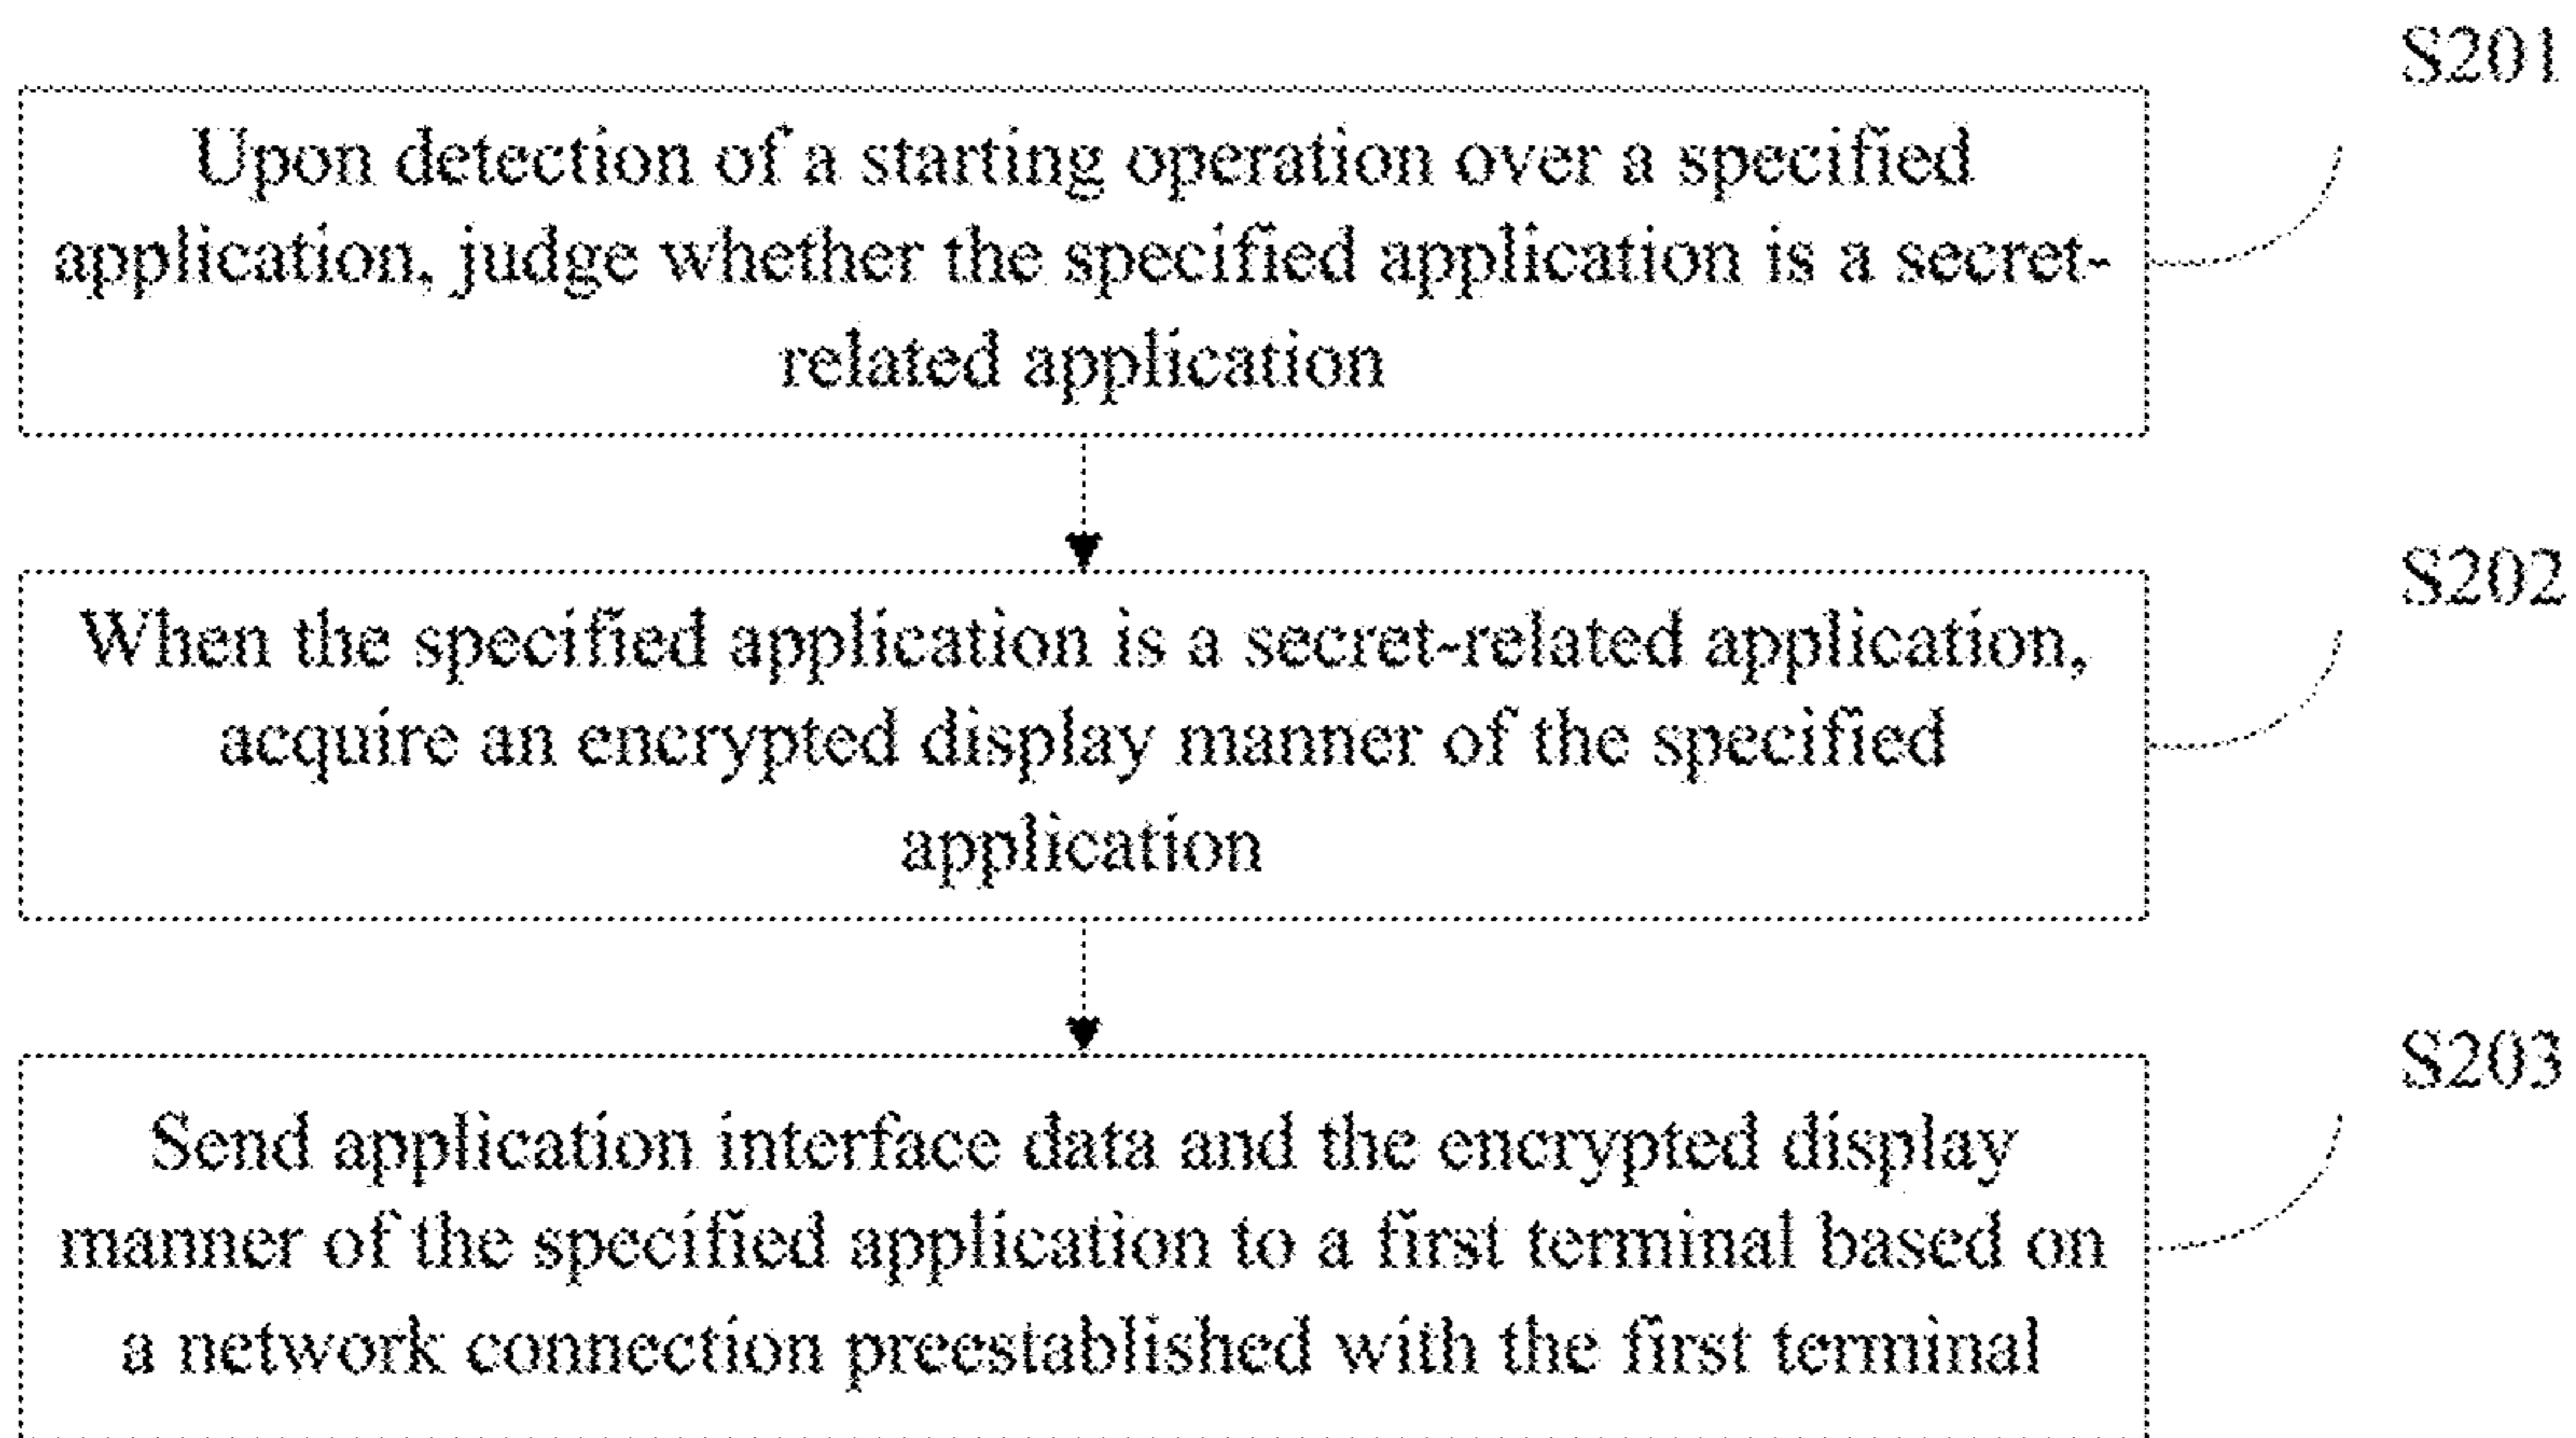 S201
Upon detection of a starting operation over a specified
application, judge whether the specified application is a secret-
related application
S202
When the specified application is a secret-related application,
acquire an encrypted display manner of the specified
application
S203
Send application interface data and the encrypted display
manner of the specified application to a first terminal based on
a network connection preestablished with the first terminal